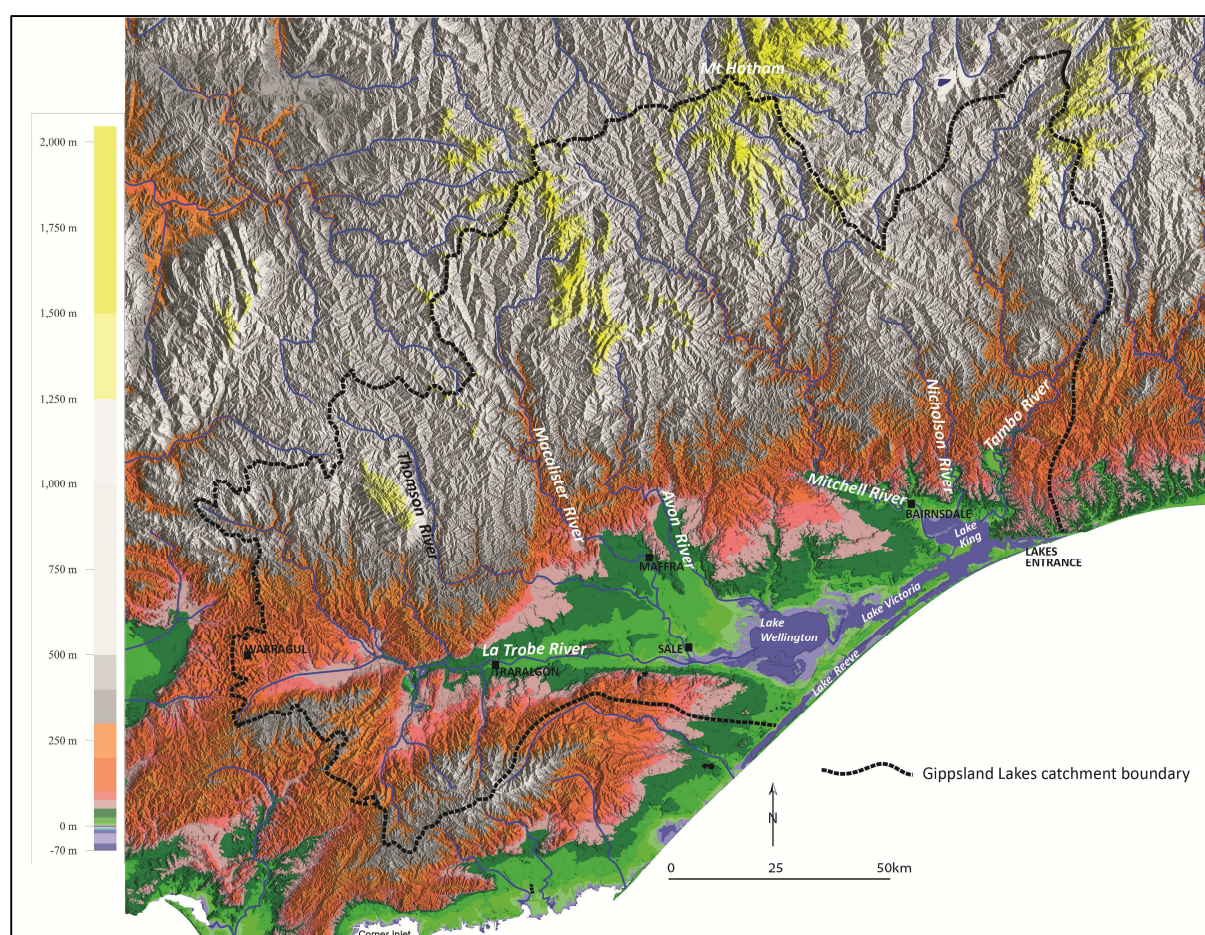 Mt Hotham
2,000 m
1,750 m
1,500 m
1,250 m
1,000 m
750 m
500 m
250 m
0 m
-70 m
Thomson River
Macalister River
Avon River
Mitchell River
Nicholson River
Tambo River
BAIRNSDALE
Lake
King
LAKES
ENTRANCE
MAFFRA
Lake Victoria
Lake
Wellington
SALE
La Trobe River
TRARALGON
WARRAGUL
Lake Reeve
Gippsland Lakes catchment boundary
N
0 25 50km
Corner Inlet